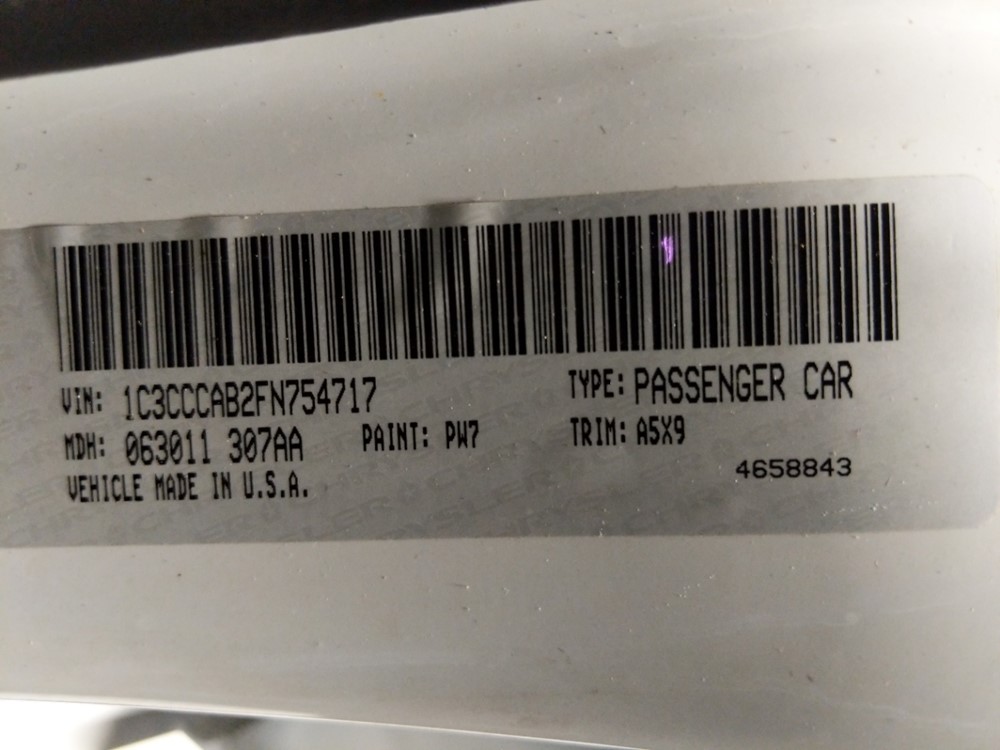 VIN: 1C3CCCAB2FN754717 TYPE: PASSENGER CAR
MDH: 063011 307AA PAINT: PW7 TRIM: A5X9
VEHICLE MADE IN U.S.A. 4658843